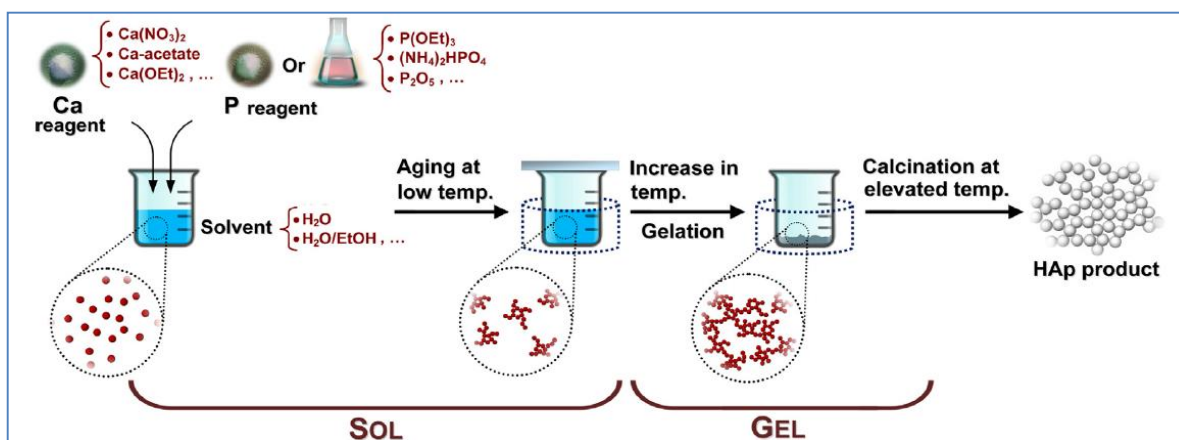 • Ca(NO₃)₂
• Ca-acetate
• Ca(OEt)₂ , ...
Ca
reagent
Or
P reagent
• P(OEt)₃
• (NH₄)₂HPO₄
• P₂O₅ , ...
Solvent
• H₂O
• H₂O/EtOH , ...
Aging at
low temp.
Increase in
temp.
Gelation
Calcination at
elevated temp.
HAp product
SOL
GEL